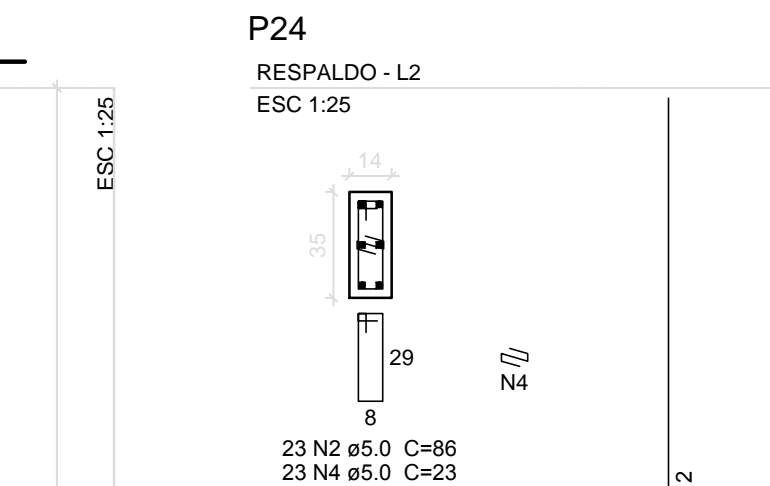 P24
RESPALDO - L2
ESC 1:25
ESC 1:25
14
35
29
8
N4
23 N2 ø5.0 C=86
23 N4 ø5.0 C=23
2